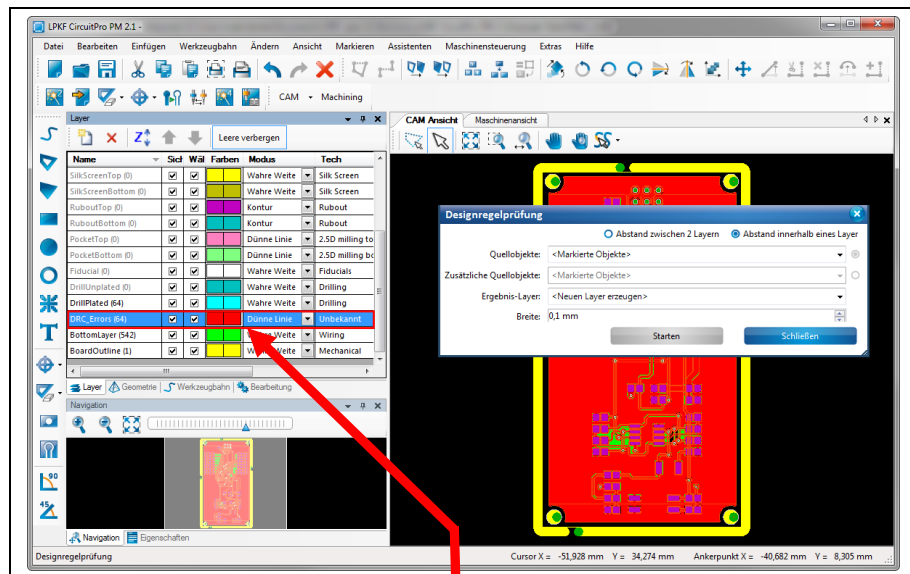 LPKF CircuitPro PM 2.1 -
Datei Bearbeiten Einfügen Werkzeugbahn Ändern Ansicht Markieren Assistenten Maschinensteuerung Extras Hilfe
CAM Machining
Layer
Leere verbergen
Name Sicht Wäl Farben Modus Tech
SilkScreenTop (0) Wahre Weite Silk Screen
SilkScreenBottom (0) Wahre Weite Silk Screen
RuboutTop (0) Kontur Rubout
RuboutBottom (0) Kontur Rubout
PocketTop (0) Dünne Linie 2.5D milling to
PocketBottom (0) Dünne Linie 2.5D milling bo
Fiducial (0) Wahre Weite Fiducials
DrillUnplated (0) Wahre Weite Drilling
DrillPlated (64) Wahre Weite Drilling
DRC_Errors (64) Dünne Linie Unbekannt
BottomLayer (542) Weite Wiring
BoardOutline (1) Weite Mechanical
Layer Geometrie Werkzeugbahn Bearbeitung
Navigation
Navigation Eigenschaften
T
90
45
CAM Ansicht Maschinenansicht
Designregelprüfung
Abstand zwischen 2 Layern Abstand innerhalb eines Layer
Quellobjekte: <Markierte Objekte>
Zusätzliche Quellobjekte: <Markierte Objekte>
Ergebnis-Layer: <Neuen Layer erzeugen>
Breite: 0,1 mm
Starten Schließen
Designregelprüfung Cursor X = -51,928 mm Y = 34,274 mm Ankerpunkt X = -40,682 mm Y = 8,305 mm